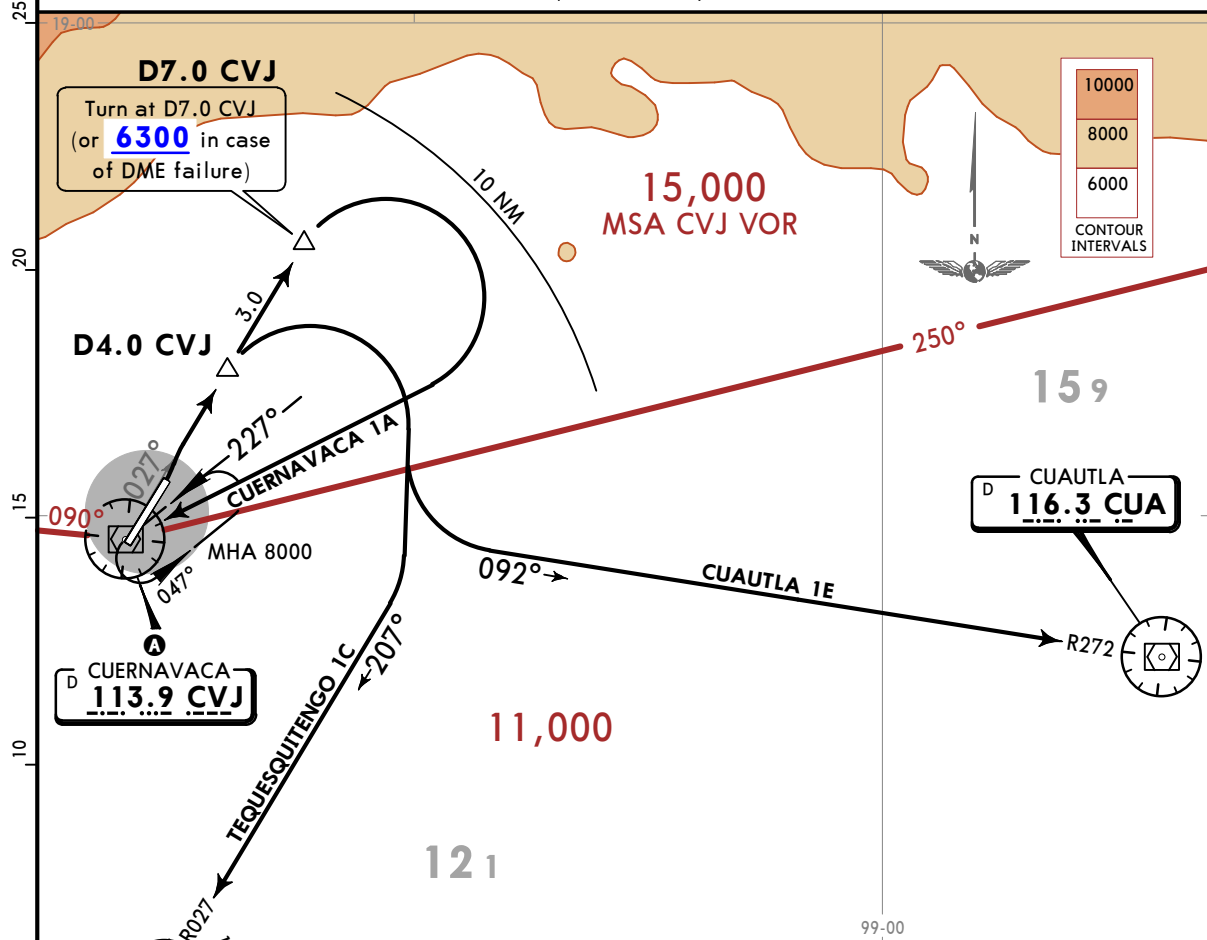 25
19-00
D7.0 CVJ
Turn at D7.0 CVJ
(or 6300 in case
of DME failure)
10 NM
15,000
MSA CVJ VOR
10000
8000
6000
CONTOUR
INTERVALS
N
20
3.0
D4.0 CVJ
250°
15 9
227°
CUERNAVACA 1A
027°
15
090°
MHA 8000
047°
D
CUAUTLA
116.3 CUA
092°
CUAUTLA 1E
R272
A
D
CUERNAVACA
113.9 CVJ
207°
TEQUESQUITENGO 1C
11,000
10
12 1
R027
99-00